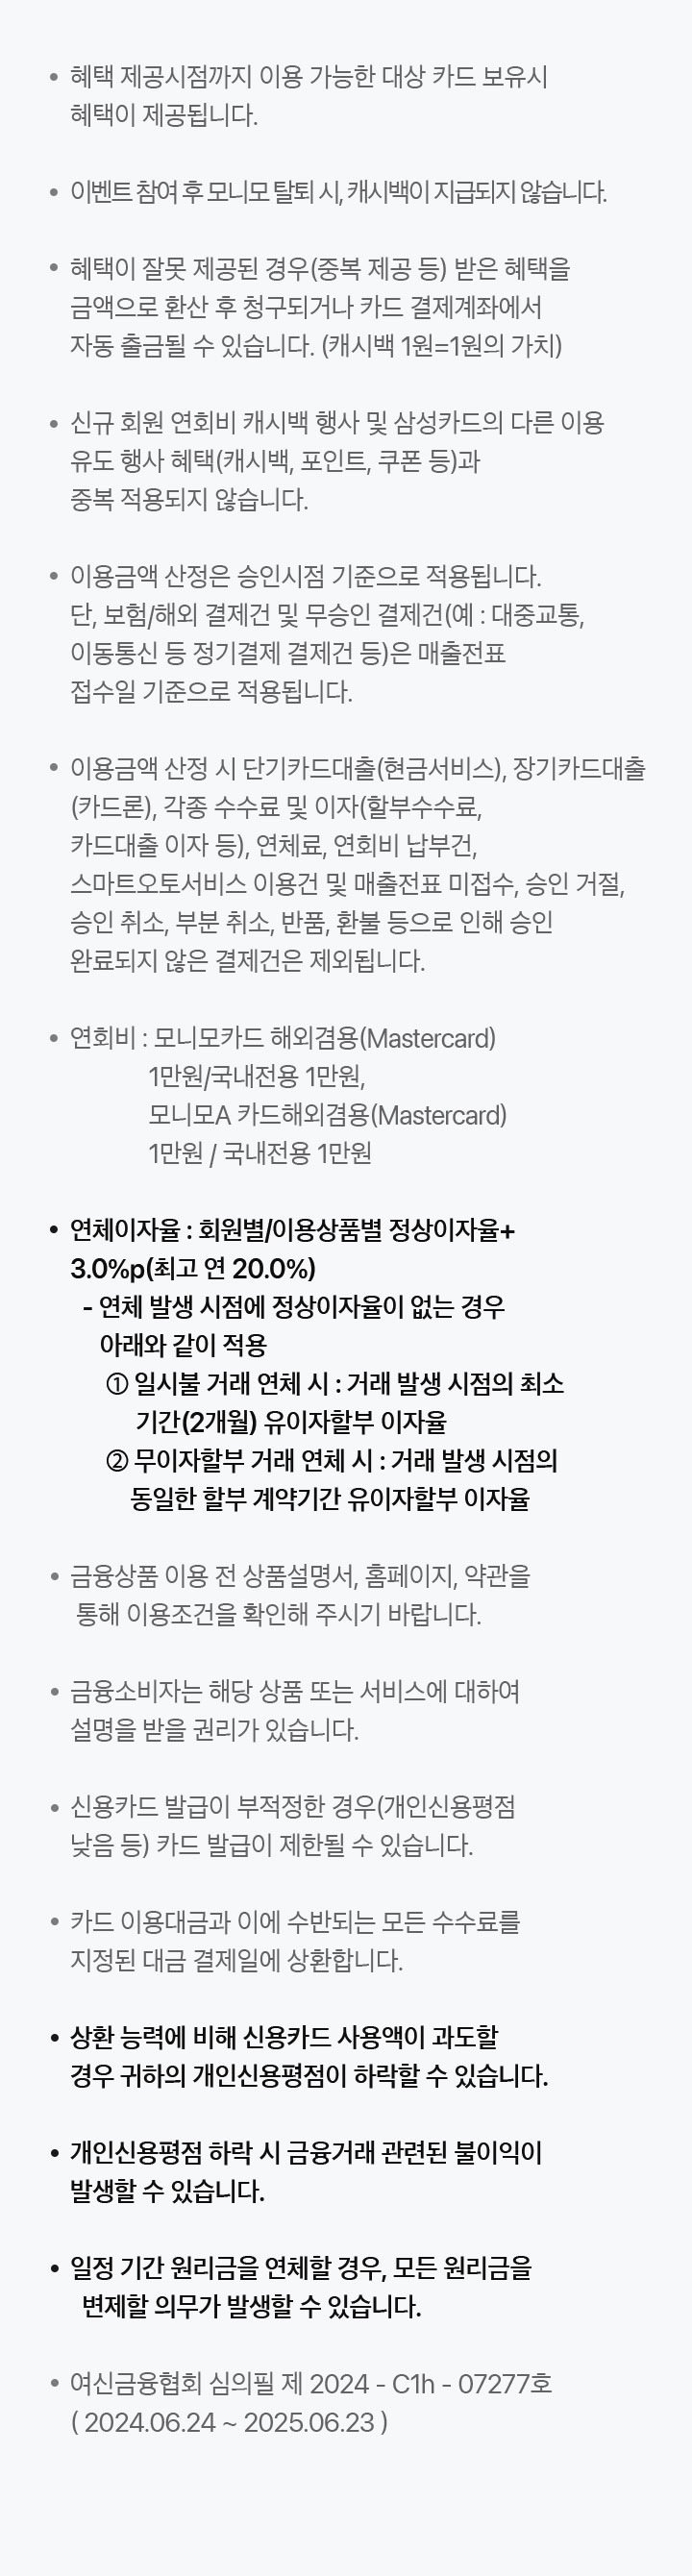 • 혜택 제공시점까지 이용 가능한 대상 카드 보유시
혜택이 제공됩니다.
• 이벤트 참여 후 모니모 탈퇴 시, 캐시백이 지급되지 않습니다.
• 혜택이 잘못 제공된 경우(중복 제공 등) 받은 혜택을
금액으로 환산 후 청구되거나 카드 결제계좌에서
자동 출금될 수 있습니다. (캐시백 1원=1원의 가치)
• 신규 회원 연회비 캐시백 행사 및 삼성카드의 다른 이용
유도 행사 혜택(캐시백, 포인트, 쿠폰 등)과
중복 적용되지 않습니다.
• 이용금액 산정은 승인시점 기준으로 적용됩니다.
단, 보험/해외 결제건 및 무승인 결제건(예 : 대중교통,
이동통신 등 정기결제 결제건 등)은 매출전표
접수일 기준으로 적용됩니다.
• 이용금액 산정 시 단기카드대출(현금서비스), 장기카드대출
(카드론), 각종 수수료 및 이자(할부수수료,
카드대출 이자 등), 연체료, 연회비 납부건,
스마트오토서비스 이용건 및 매출전표 미접수, 승인 거절,
승인 취소, 부분 취소, 반품, 환불 등으로 인해 승인
완료되지 않은 결제건은 제외됩니다.
• 연회비 : 모니모카드 해외겸용(Mastercard)
1만원/국내전용 1만원,
모니모A 카드해외겸용(Mastercard)
1만원 / 국내전용 1만원
• 연체이자율 : 회원별/이용상품별 정상이자율+
3.0%p(최고 연 20.0%)
- 연체 발생 시점에 정상이자율이 없는 경우
아래와 같이 적용
① 일시불 거래 연체 시 : 거래 발생 시점의 최소
기간(2개월) 유이자할부 이자율
② 무이자할부 거래 연체 시 : 거래 발생 시점의
동일한 할부 계약기간 유이자할부 이자율
• 금융상품 이용 전 상품설명서, 홈페이지, 약관을
통해 이용조건을 확인해 주시기 바랍니다.
• 금융소비자는 해당 상품 또는 서비스에 대하여
설명을 받을 권리가 있습니다.
• 신용카드 발급이 부적정한 경우(개인신용평점
낮음 등) 카드 발급이 제한될 수 있습니다.
• 카드 이용대금과 이에 수반되는 모든 수수료를
지정된 대금 결제일에 상환합니다.
• 상환 능력에 비해 신용카드 사용액이 과도할
경우 귀하의 개인신용평점이 하락할 수 있습니다.
• 개인신용평점 하락 시 금융거래 관련된 불이익이
발생할 수 있습니다.
• 일정 기간 원리금을 연체할 경우, 모든 원리금을
변제할 의무가 발생할 수 있습니다.
• 여신금융협회 심의필 제 2024 - C1h - 07277호
( 2024.06.24 ~ 2025.06.23 )